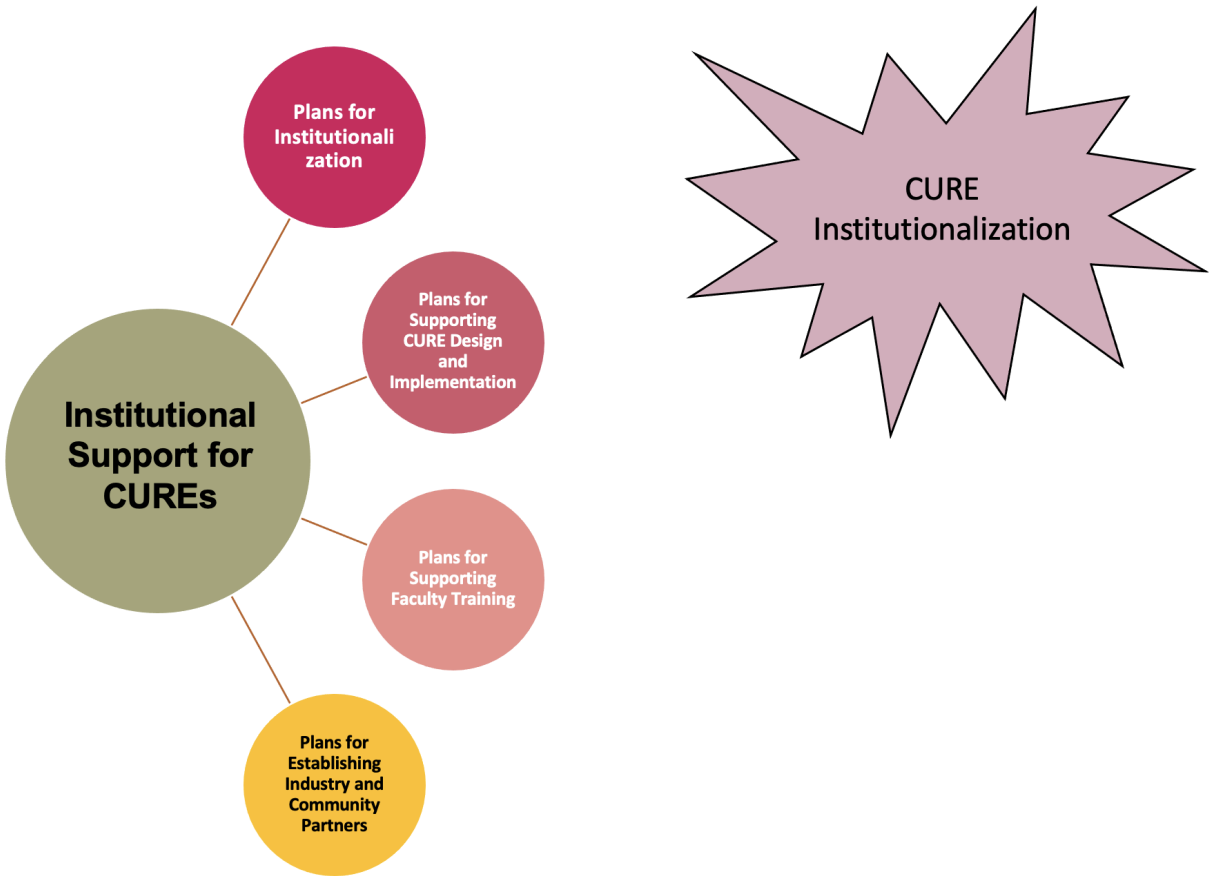 Plans for
Institutionali
zation
CURE
Institutionalization
Plans for
Supporting
CURE Design
and
Implementation
Institutional
Support for
CUREs
Plans for
Supporting
Faculty Training
Plans for
Establishing
Industry and
Community
Partners